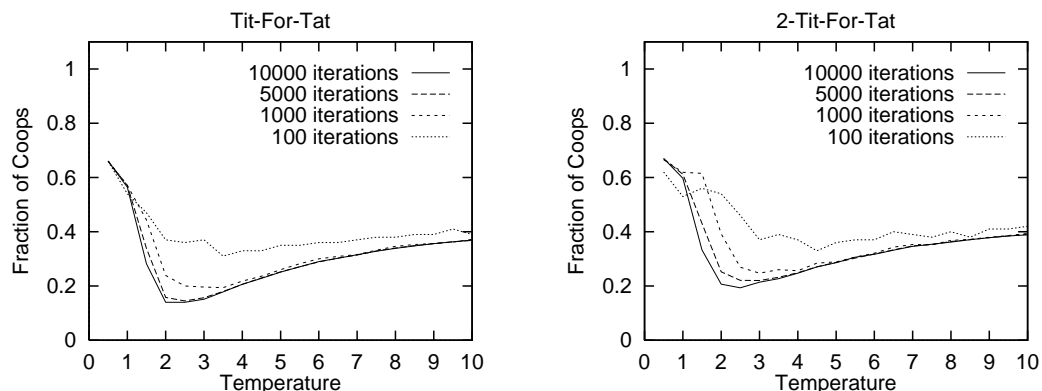 Tit-For-Tat
1
0.8
0.6
0.4
0.2
0
Fraction of Coops
10000 iterations
5000 iterations
1000 iterations
100 iterations
0 1 2 3 4 5 6 7 8 9 10
Temperature
2-Tit-For-Tat
1
0.8
0.6
0.4
0.2
0
Fraction of Coops
10000 iterations
5000 iterations
1000 iterations
100 iterations
0 1 2 3 4 5 6 7 8 9 10
Temperature